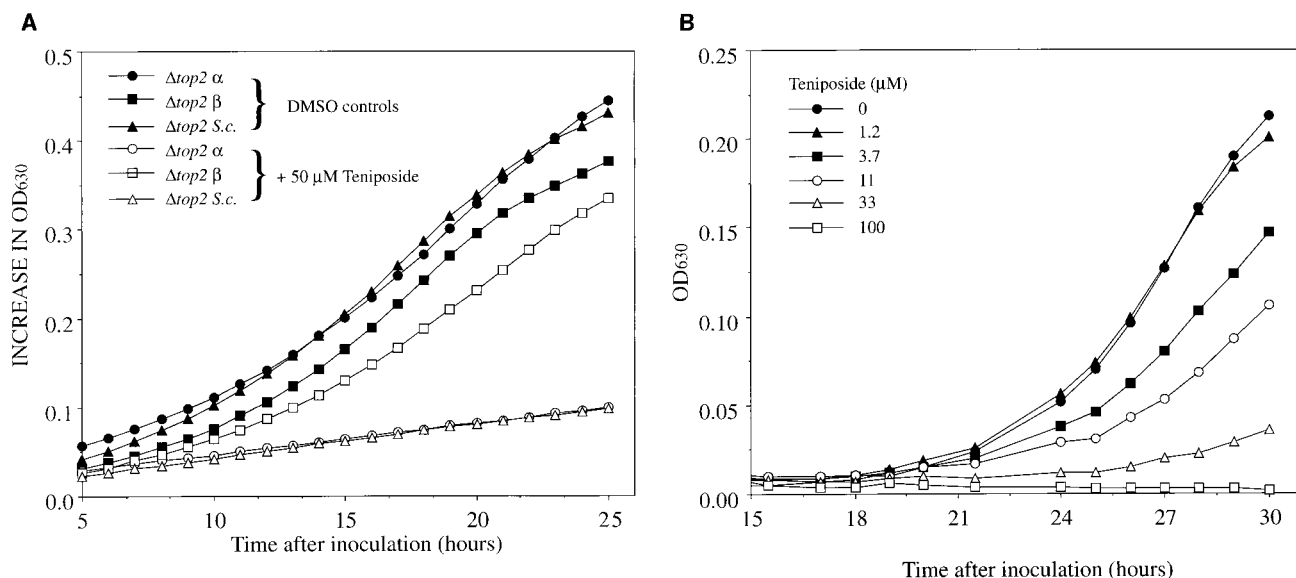 A
INCREASE IN OD630
0.5
0.4
0.3
0.2
0.1
0.0
Δtop2 α
Δtop2 β
Δtop2 S.c.
DMSO controls
Δtop2 α
Δtop2 β
Δtop2 S.c.
+ 50 μM Teniposide
5 10 15 20 25
Time after inoculation (hours)
B
OD630
0.25
0.20
0.15
0.10
0.05
0.00
Teniposide (μM)
0
1.2
3.7
11
33
100
15 18 21 24 27 30
Time after inoculation (hours)